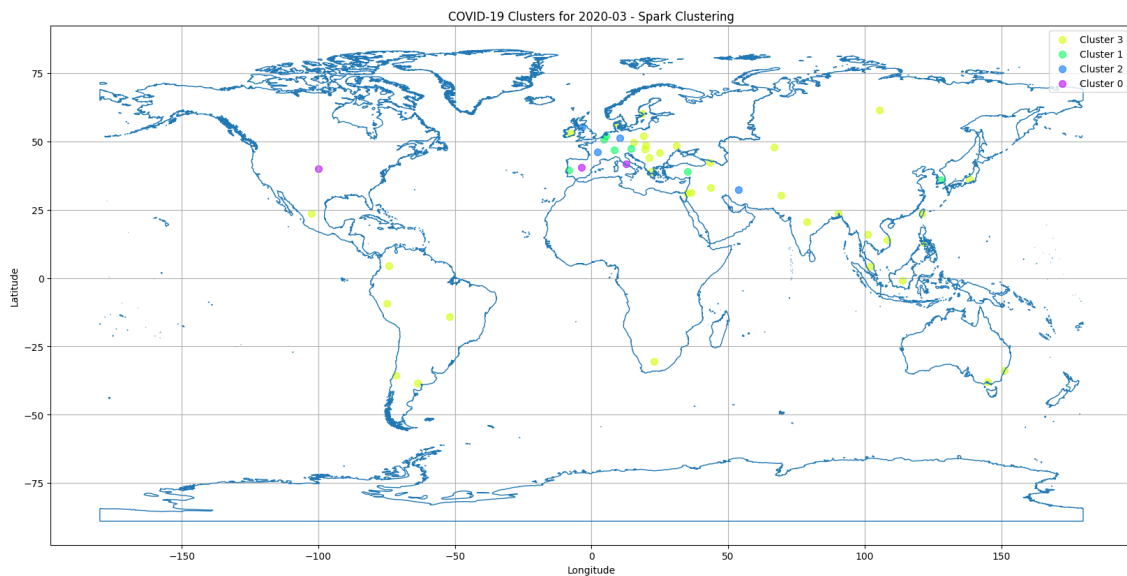 COVID-19 Clusters for 2020-03 - Spark Clustering
Cluster 3
Cluster 1
Cluster 2
Cluster 0
75
50
25
0
−25
−50
−75
Latitude
−150
−100
−50
0
50
100
150
Longitude